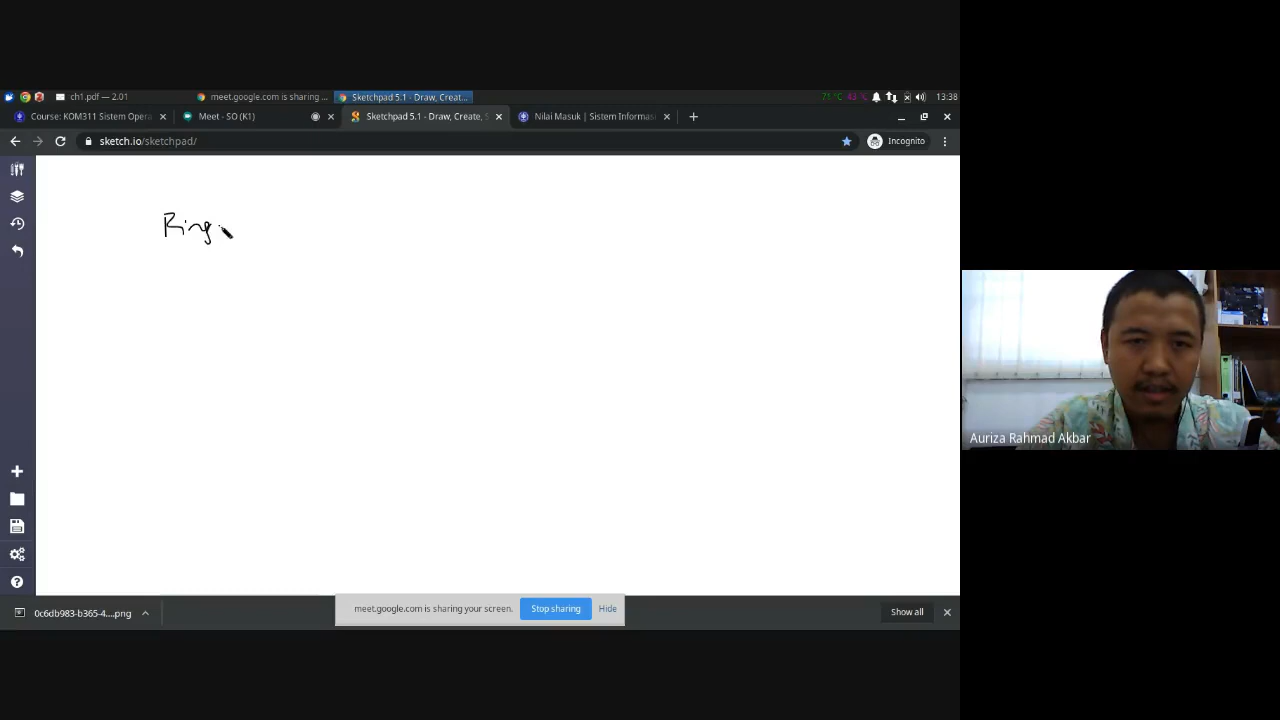 ch1.pdf — 2.01
meet.google.com is sharing ...
Sketchpad 5.1 - Draw, Creat...
71°C
13:38
Course: KOM311 Sistem Opera
Meet - SO (K1)
Sketchpad 5.1 - Draw, Create, S
Nilai Masuk | Sistem Informasi
sketch.io/sketchpad/
Incognito
Ring
Auriza Rahmad Akbar
meet.google.com is sharing your screen.
Stop sharing
Hide
0c6db983-b365-4....png
Show all